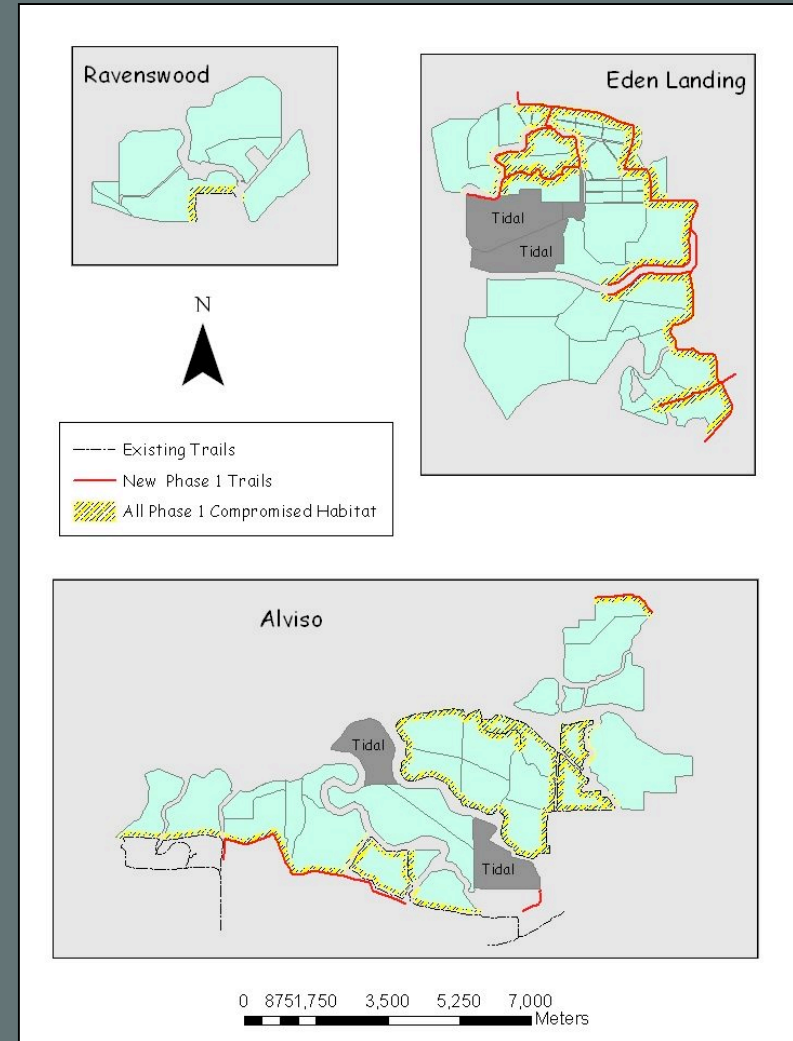 Ravenswood
Eden Landing
Tidal
Tidal
N
Existing Trails
New Phase 1 Trails
All Phase 1 Compromised Habitat
Alviso
Tidal
Tidal
0 8751,750 3,500 5,250 7,000
Meters